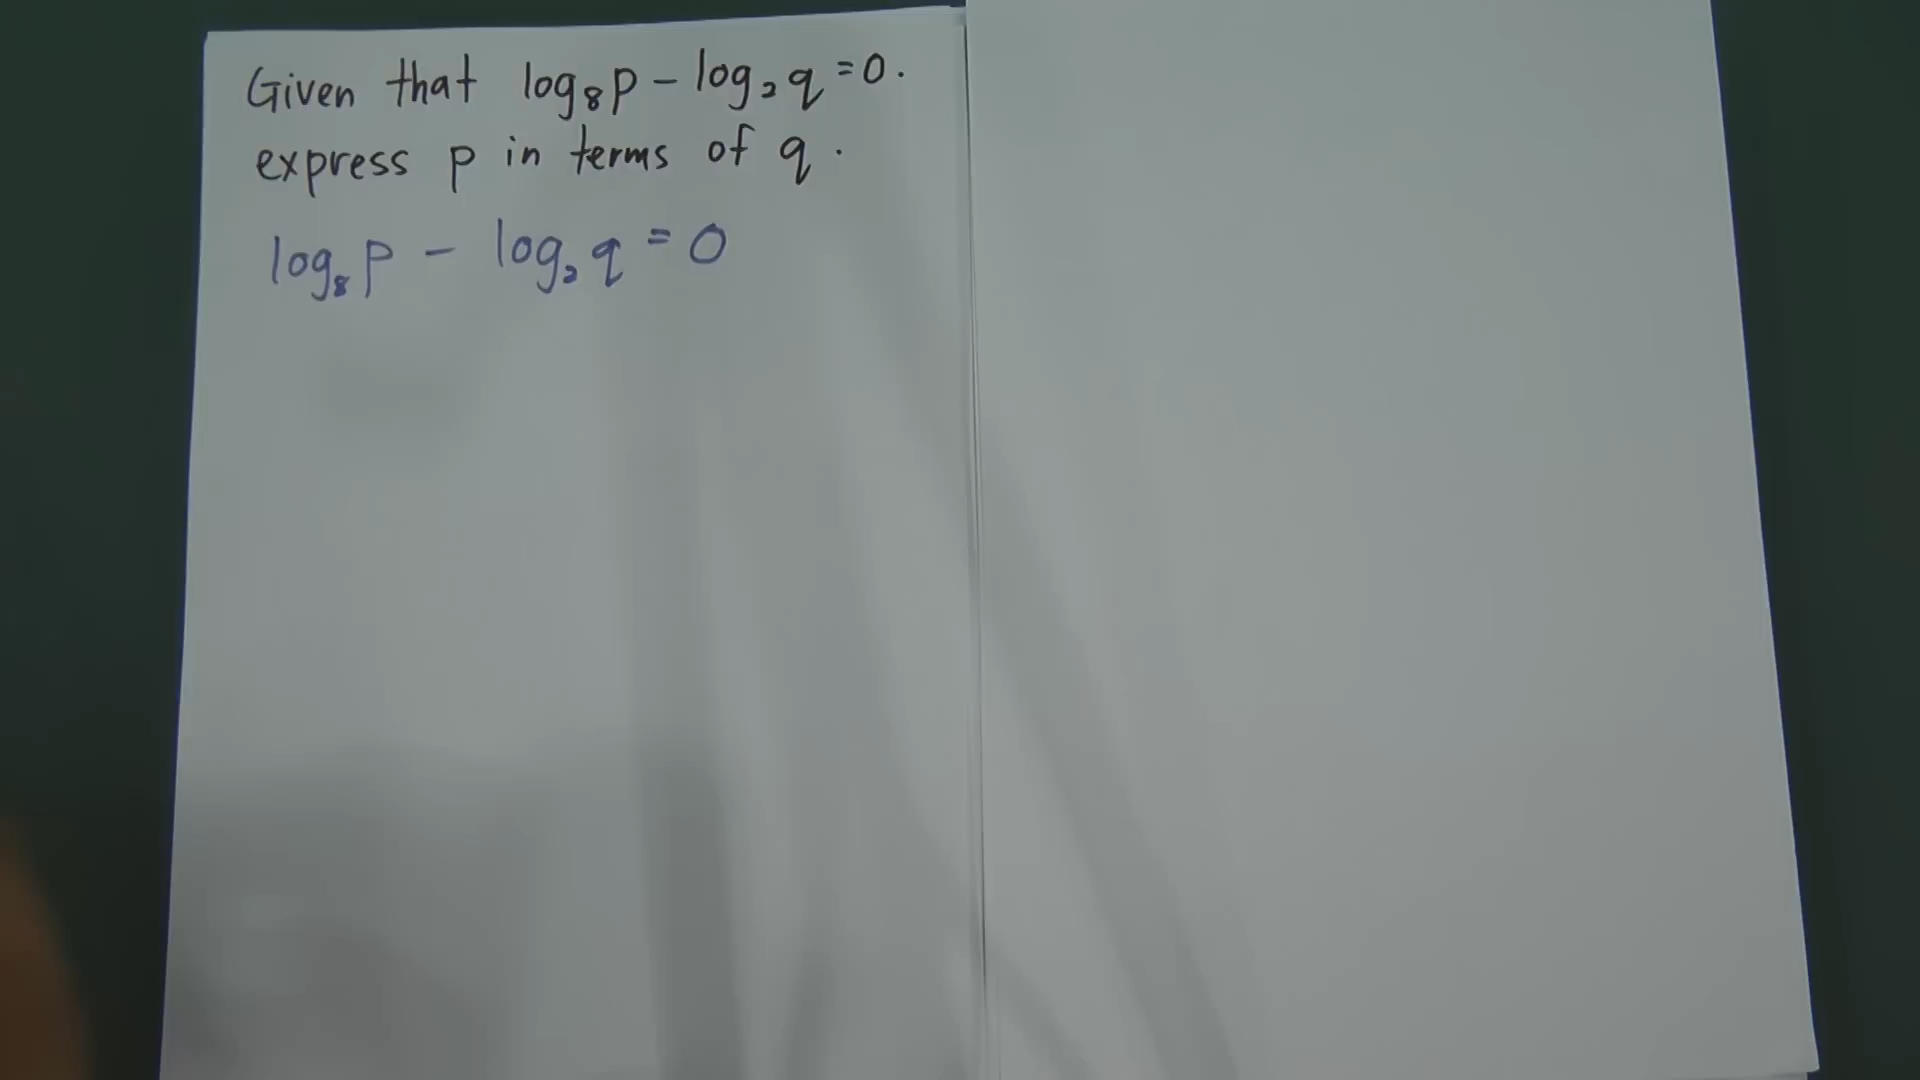 Given that log₈p - log₂q = 0.
express p in terms of q.
log₈p - log₂q = 0